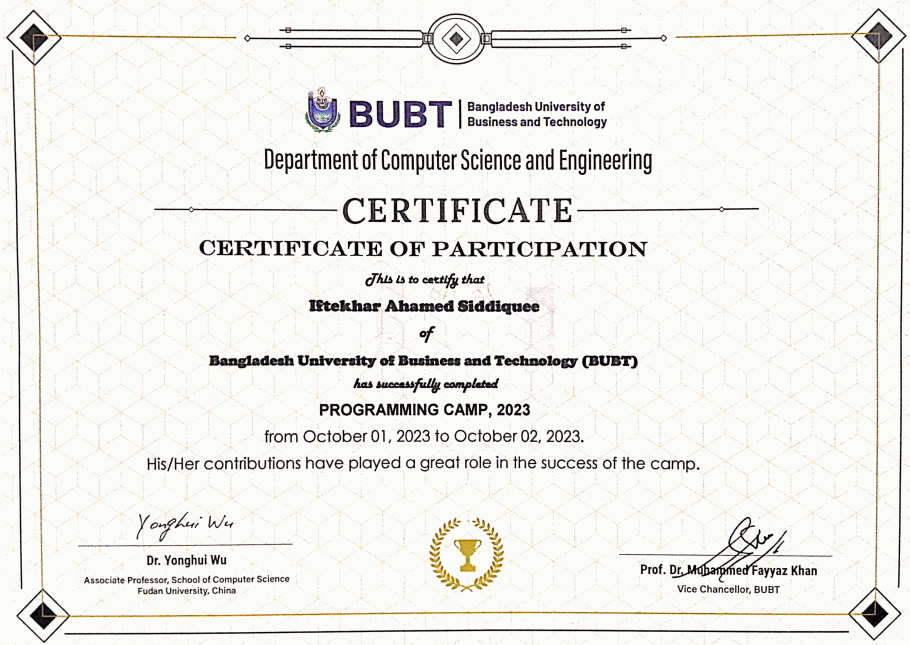 BUBT
Bangladesh University of
Business and Technology
Department of Computer Science and Engineering
CERTIFICATE
CERTIFICATE OF PARTICIPATION
This is to certify that
Iftekhar Ahamed Siddiquee
of
Bangladesh University of Business and Technology (BUBT)
has successfully completed
PROGRAMMING CAMP, 2023
from October 01, 2023 to October 02, 2023.
His/Her contributions have played a great role in the success of the camp.
Yonghui Wu
Dr. Yonghui Wu
Associate Professor, School of Computer Science
Fudan University, China
Prof. Dr. Muhammed Fayyaz Khan
Vice Chancellor, BUBT